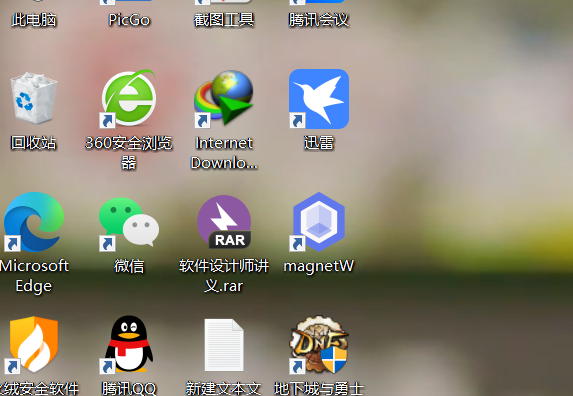 此电脑
PicGo
截图工具
腾讯会议
回收站
360安全浏览
器
Internet
Downlo...
迅雷
Microsoft
Edge
微信
RAR
软件设计师讲
义.rar
magnetW
火绒安全软件
腾讯QQ
新建文本文
DNF
地下城与勇士